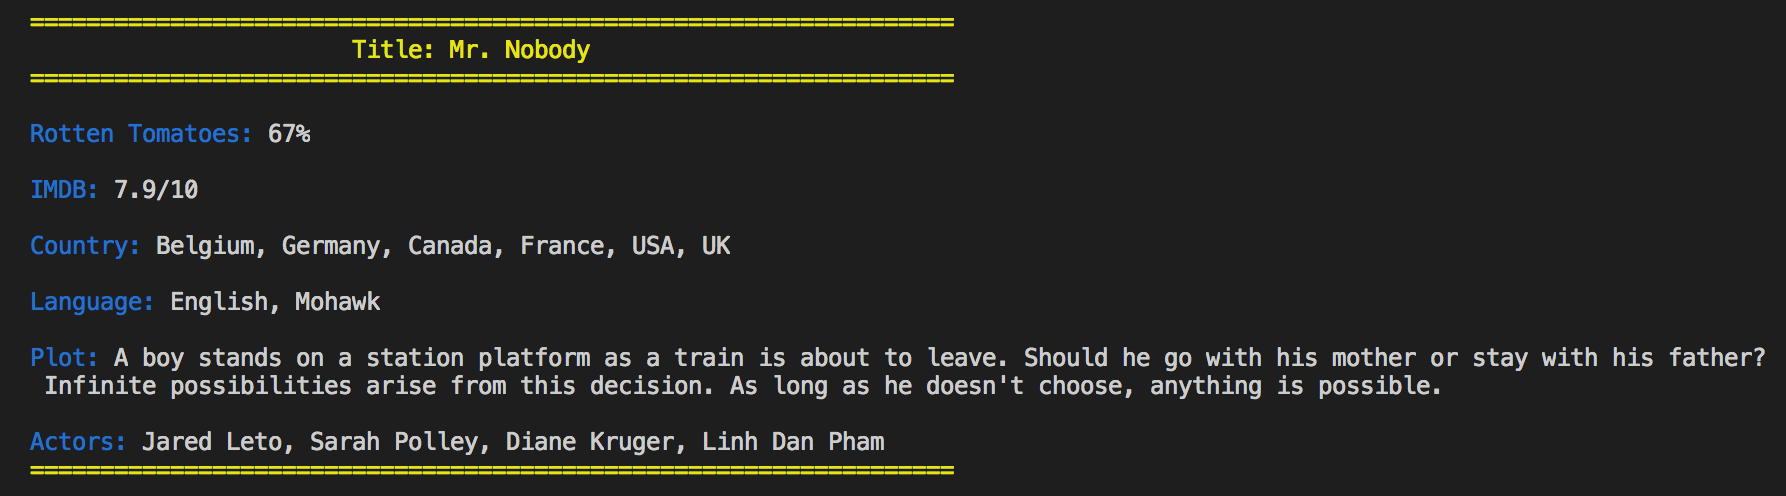 ==================================================================
Title: Mr. Nobody
==================================================================
Rotten Tomatoes: 67%
IMDB: 7.9/10
Country: Belgium, Germany, Canada, France, USA, UK
Language: English, Mohawk
Plot: A boy stands on a station platform as a train is about to leave. Should he go with his mother or stay with his father?
Infinite possibilities arise from this decision. As long as he doesn't choose, anything is possible.
Actors: Jared Leto, Sarah Polley, Diane Kruger, Linh Dan Pham
==================================================================